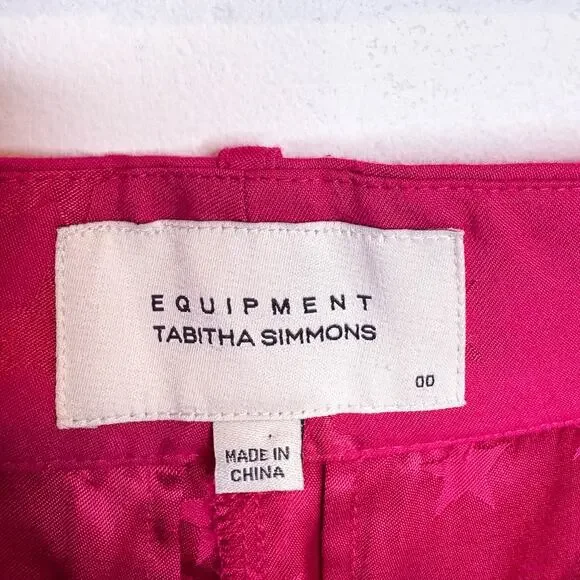 EQUIPMENT
TABITHA SIMMONS
00
MADE IN
CHINA